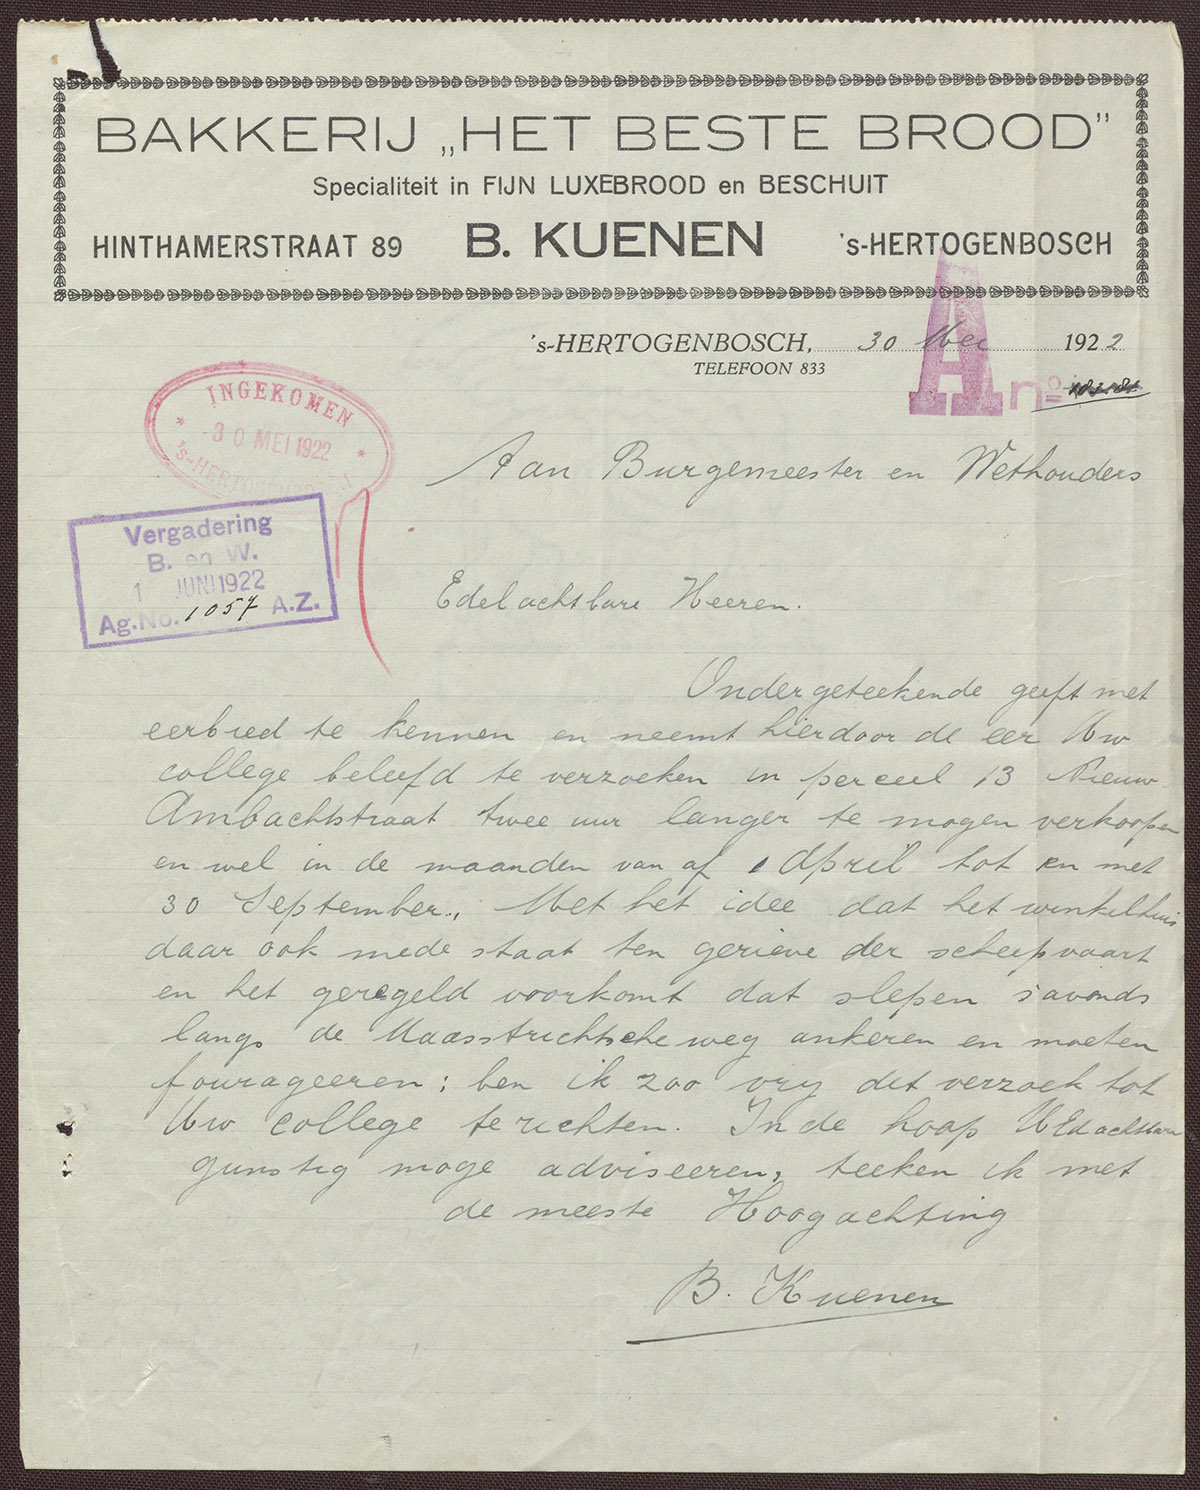 BAKKERIJ „HET BESTE BROOD”
Specialiteit in FIJN LUXEBROOD en BESCHUIT
HINTHAMERSTRAAT 89 B. KUENEN 's-HERTOGENBOSCH
's-HERTOGENBOSCH, 30 Mei 1922
TELEFOON 833
A no
INGEKOMEN
30 MEI 1922
's-HERTOGENBOSCH
Vergadering
B. en W.
1 JUNI 1922
Ag.No. 1057 A.Z.
Aan Burgemeester en Wethouders
Edelachtbare Heeren.
Ondergeteekende geeft met
eerbied te kennen en neemt hierdoor de eer Uw
college beleefd te verzoeken in perceel 13 Nieuw
Ambachtstraat twee uur langer te mogen verkoopen
en wel in de maanden van af 1 April tot en met
30 September., Met het idee dat het winkelhuis
daar ook mede staat ten gerieve der scheepvaart
en het geregeld voorkomt dat slepen s'avonds
langs de Maasstrichtsche weg ankeren en moeten
fourageeren; ben ik zoo vry dit verzoek tot
Uw college te richten. In de hoop UEdachtbare
gunstig moge adviseeren, teeken ik met
de meeste Hoogachting
B. Kuenen